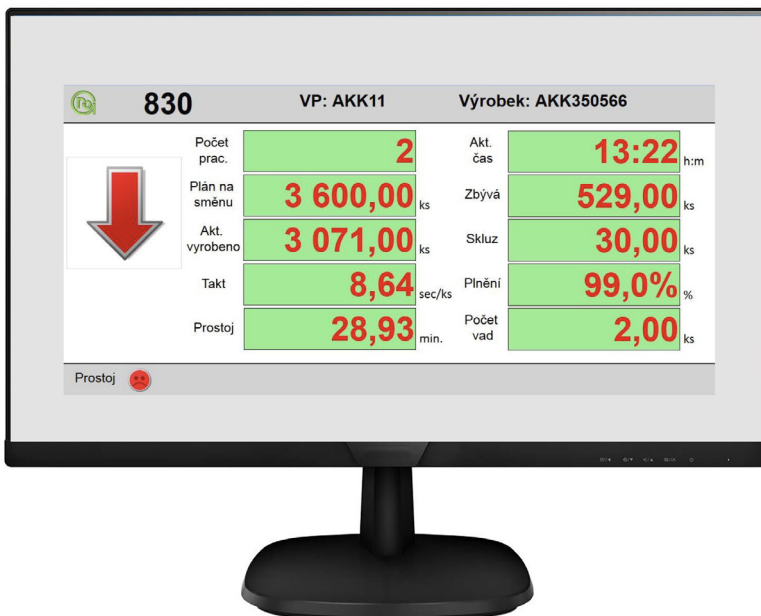 830 VP: AKK11 Výrobek: AKK350566
Počet prac. 2 Akt. čas 13:22 h:m
Plán na směnu 3 600,00 ks Zbývá 529,00 ks
Akt. vyrobeno 3 071,00 ks Skluz 30,00 ks
Takt 8,64 sec/ks Plnění 99,0% %
Prostoj 28,93 min. Počet vad 2,00 ks
Prostoj